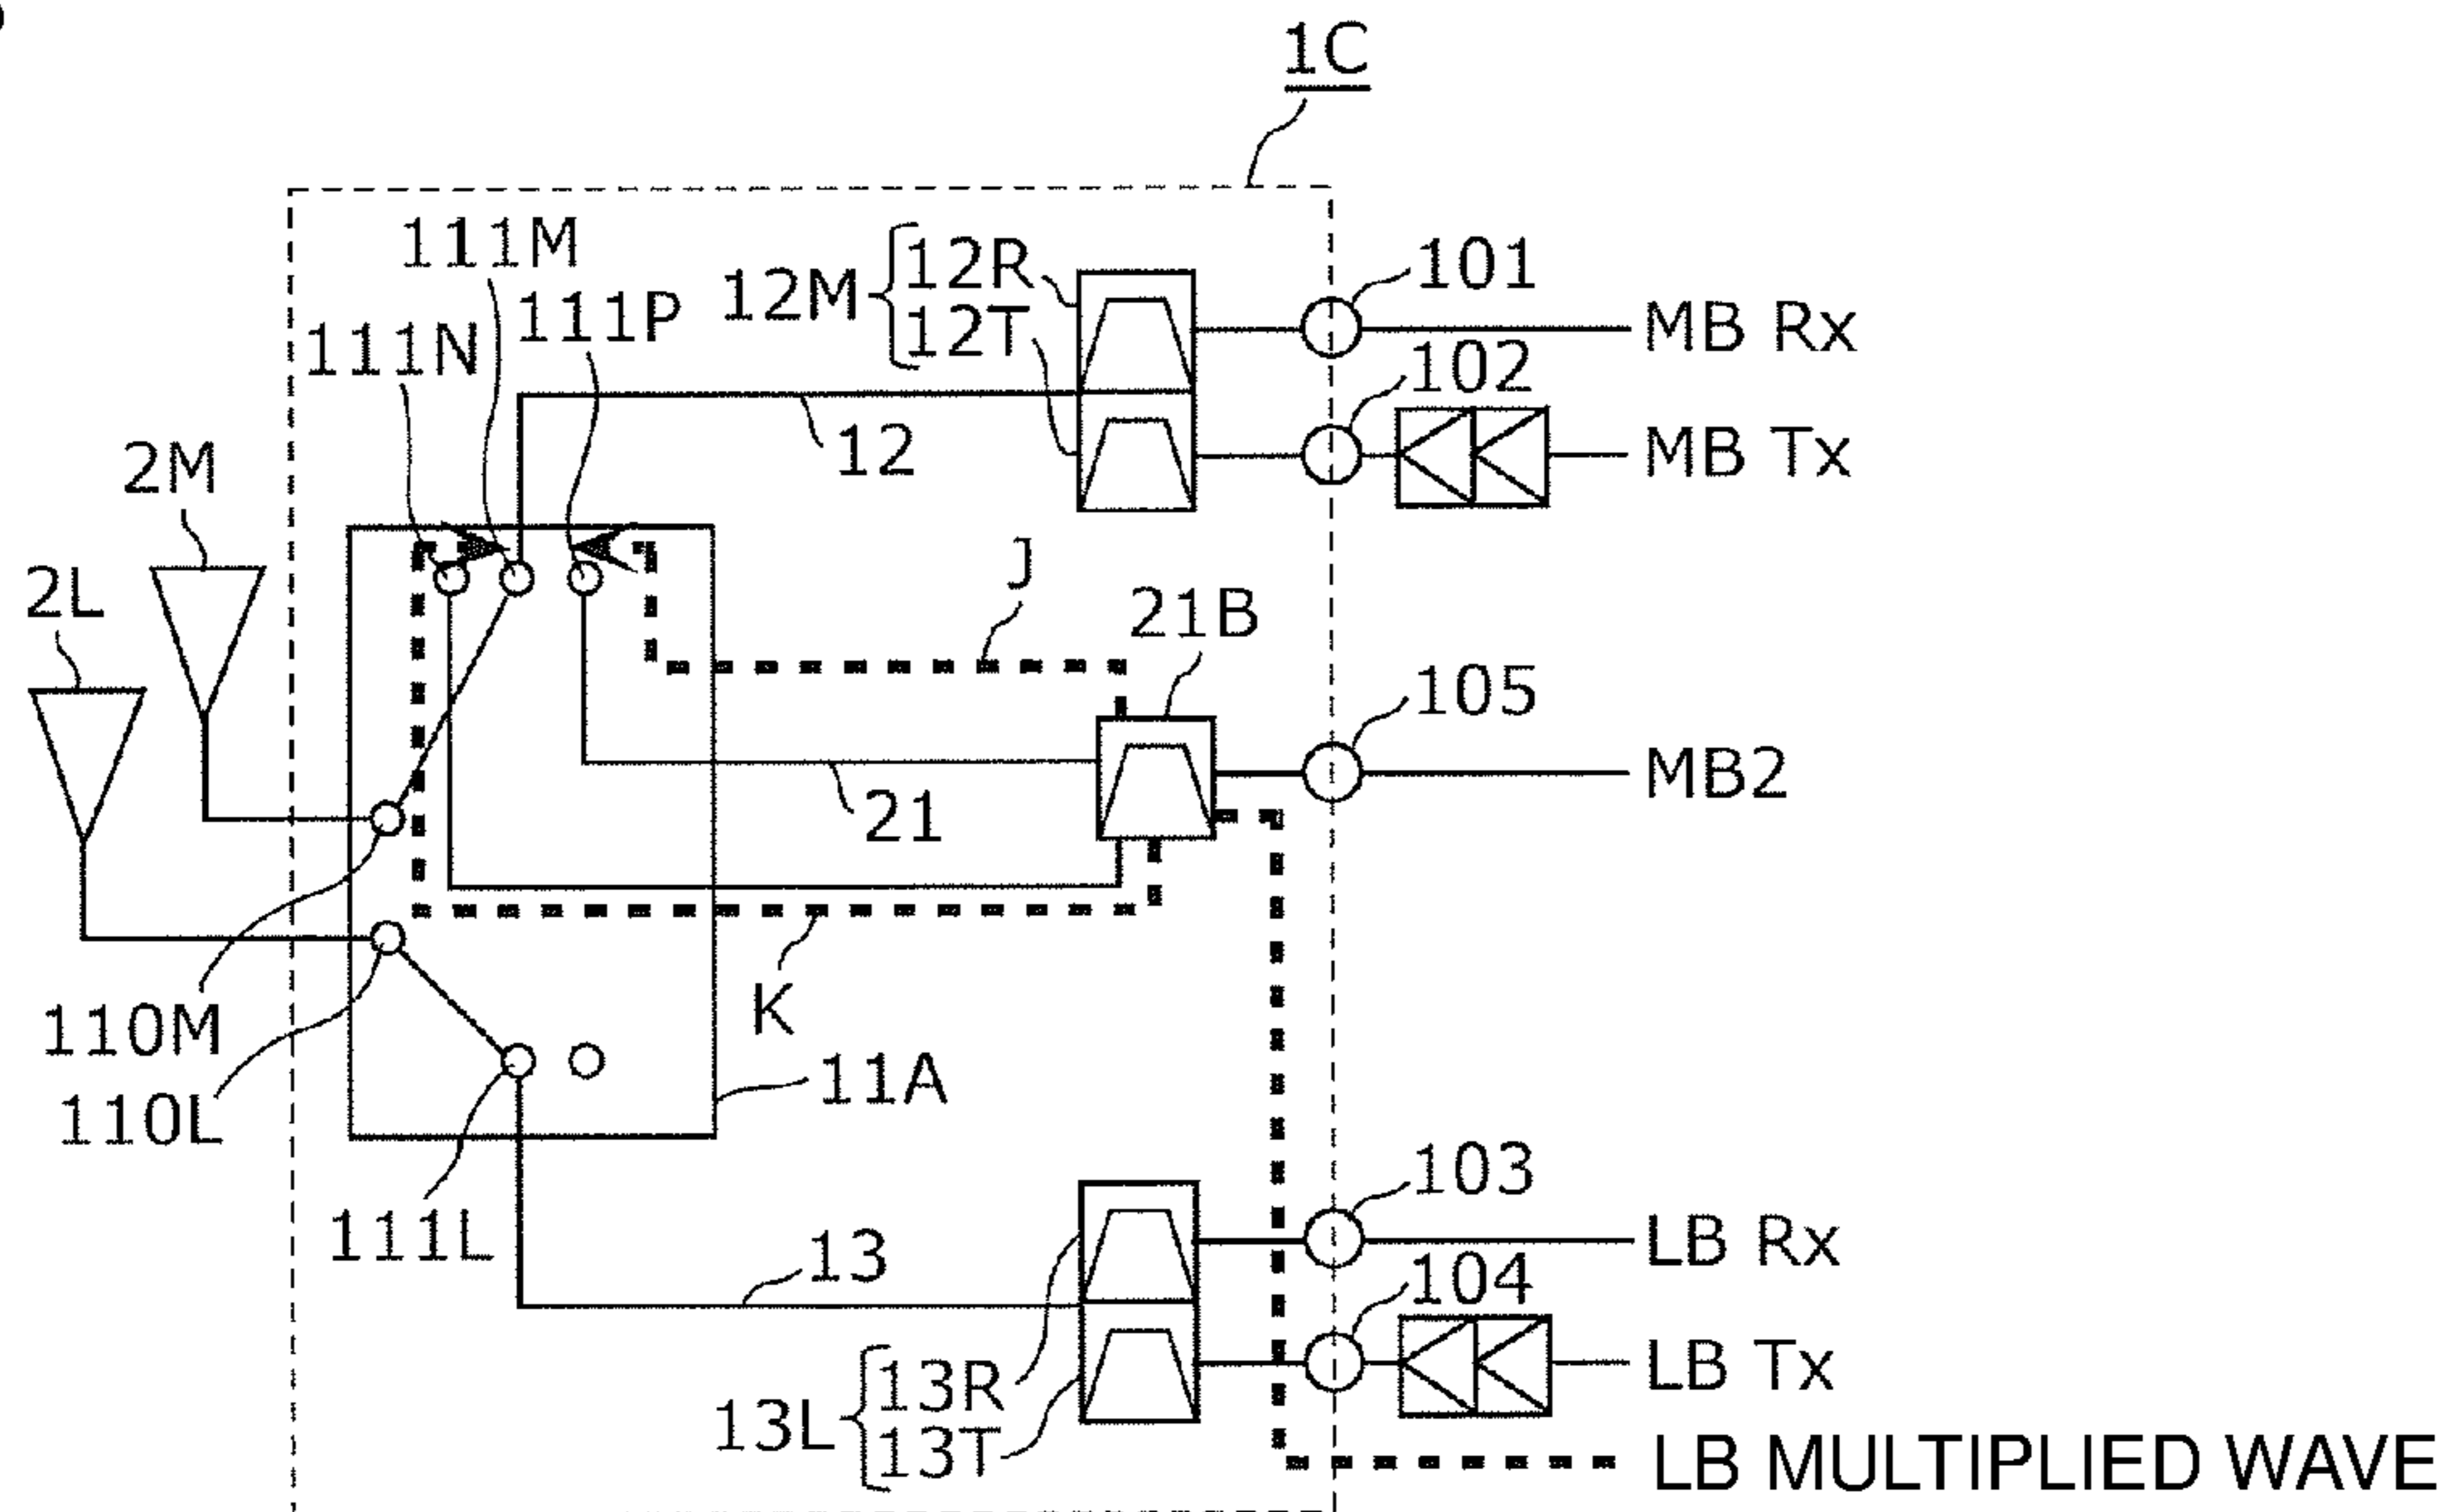 1C
111M
12M
12R
101
MB Rx
111P
12T
111N
102
12
MB Tx
2M
J
2L
21B
105
MB2
21
K
110M
11A
110L
103
111L
13
LB Rx
104
13R
LB Tx
13L
13T
LB MULTIPLIED WAVE